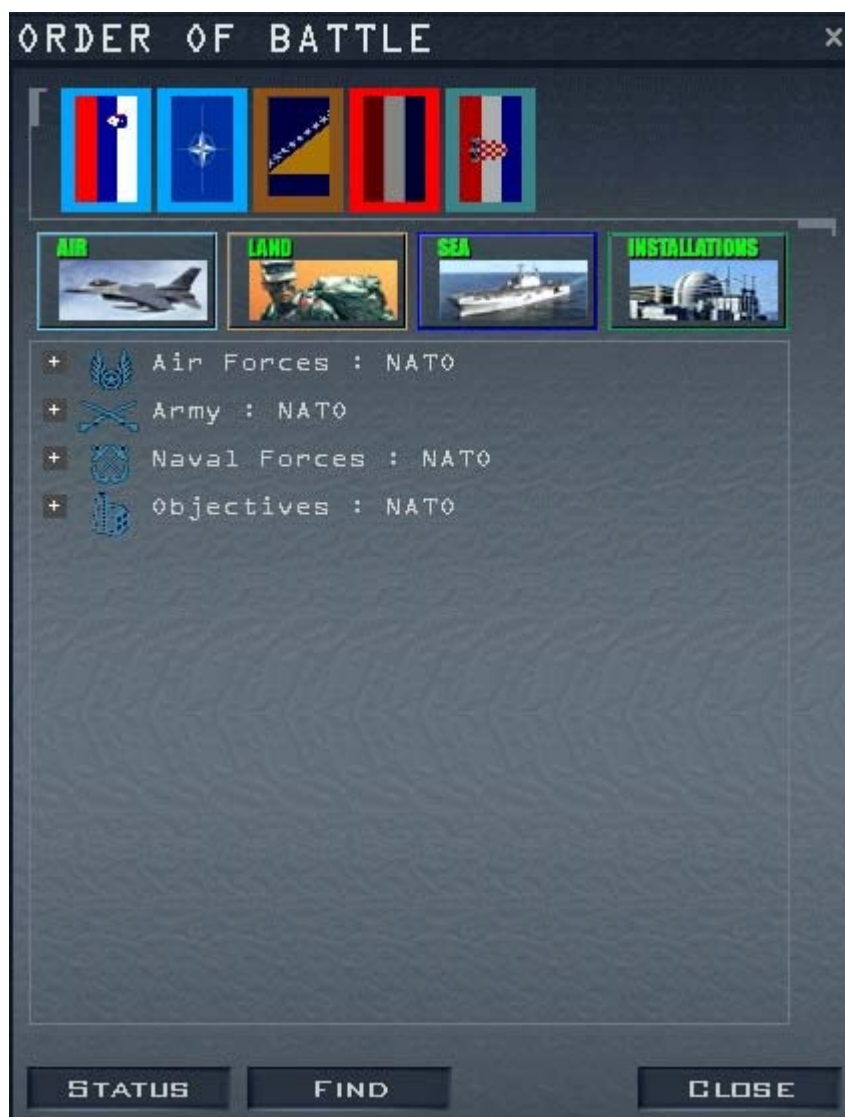 ORDER OF BATTLE
AIR LAND SEA INSTALLATIONS
Air Forces : NATO
Army : NATO
Naval Forces : NATO
Objectives : NATO
STATUS FIND CLOSE